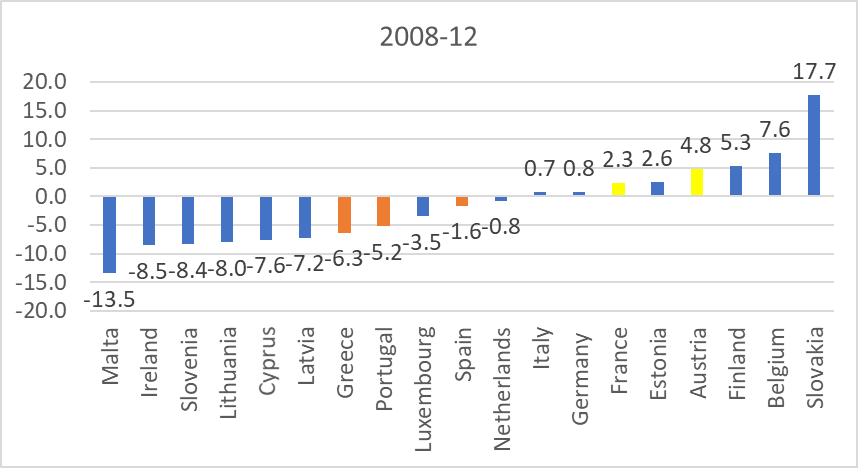 2008-12
20.0
15.0
10.0
5.0
0.0
-5.0
-10.0
-15.0
-20.0
-13.5
-8.5
-8.4
-8.0
-7.6
-7.2
-6.3
-5.2
-3.5
-1.6
-0.8
0.7
0.8
2.3
2.6
4.8
5.3
7.6
17.7
Malta
Ireland
Slovenia
Lithuania
Cyprus
Latvia
Greece
Portugal
Luxembourg
Spain
Netherlands
Italy
Germany
France
Estonia
Austria
Finland
Belgium
Slovakia